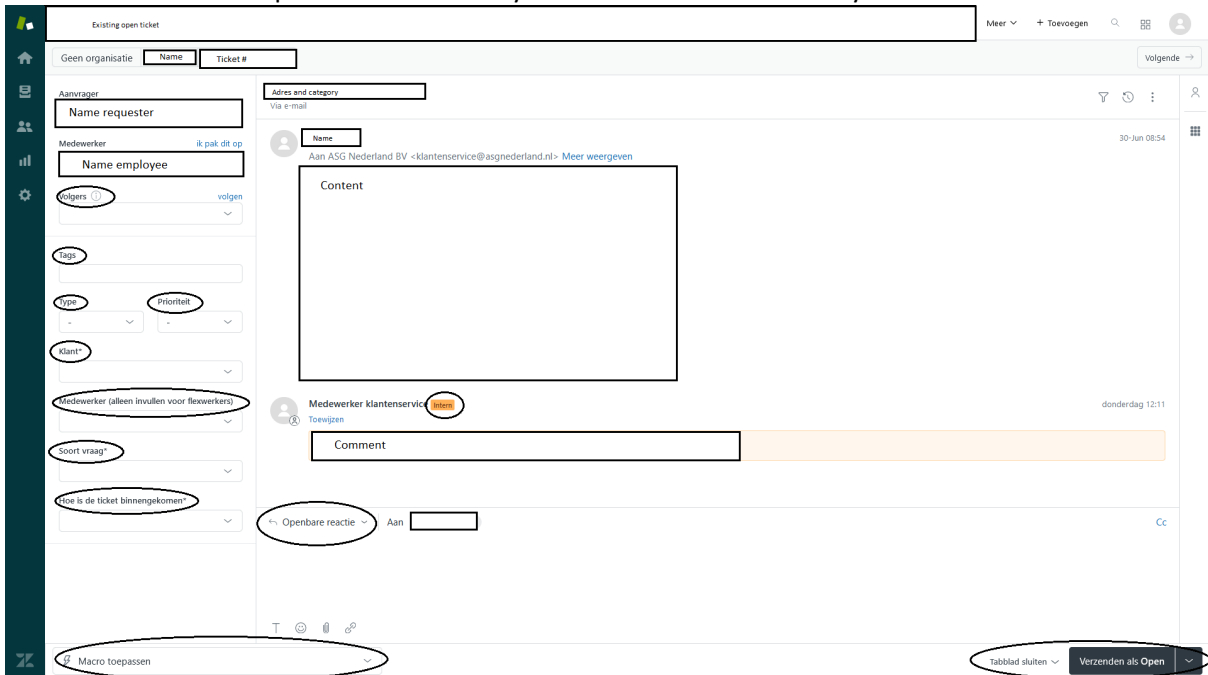 Existing open ticket
Meer
+ Toevoegen
Geen organisatie
Name
Ticket #
Volgende →
Aanvrager
Name requester
Medewerker
ik pak dit op
Name employee
Volgers
volgen
Tags
Type
Prioriteit
-
-
Klant*
Medewerker (alleen invullen voor flexwerkers)
Soort vraag*
Hoe is de ticket binnengekomen*
Macro toepassen
Adres and category
Via e-mail
Name
30-Jun 08:54
Aan ASG Nederland BV <klantenservice@asgnederland.nl> Meer weergeven
Content
Medewerker klantenservice Intern
donderdag 12:11
Toewijzen
Comment
Openbare reactie
Aan
Cc
Tabblad sluiten
Verzenden als Open